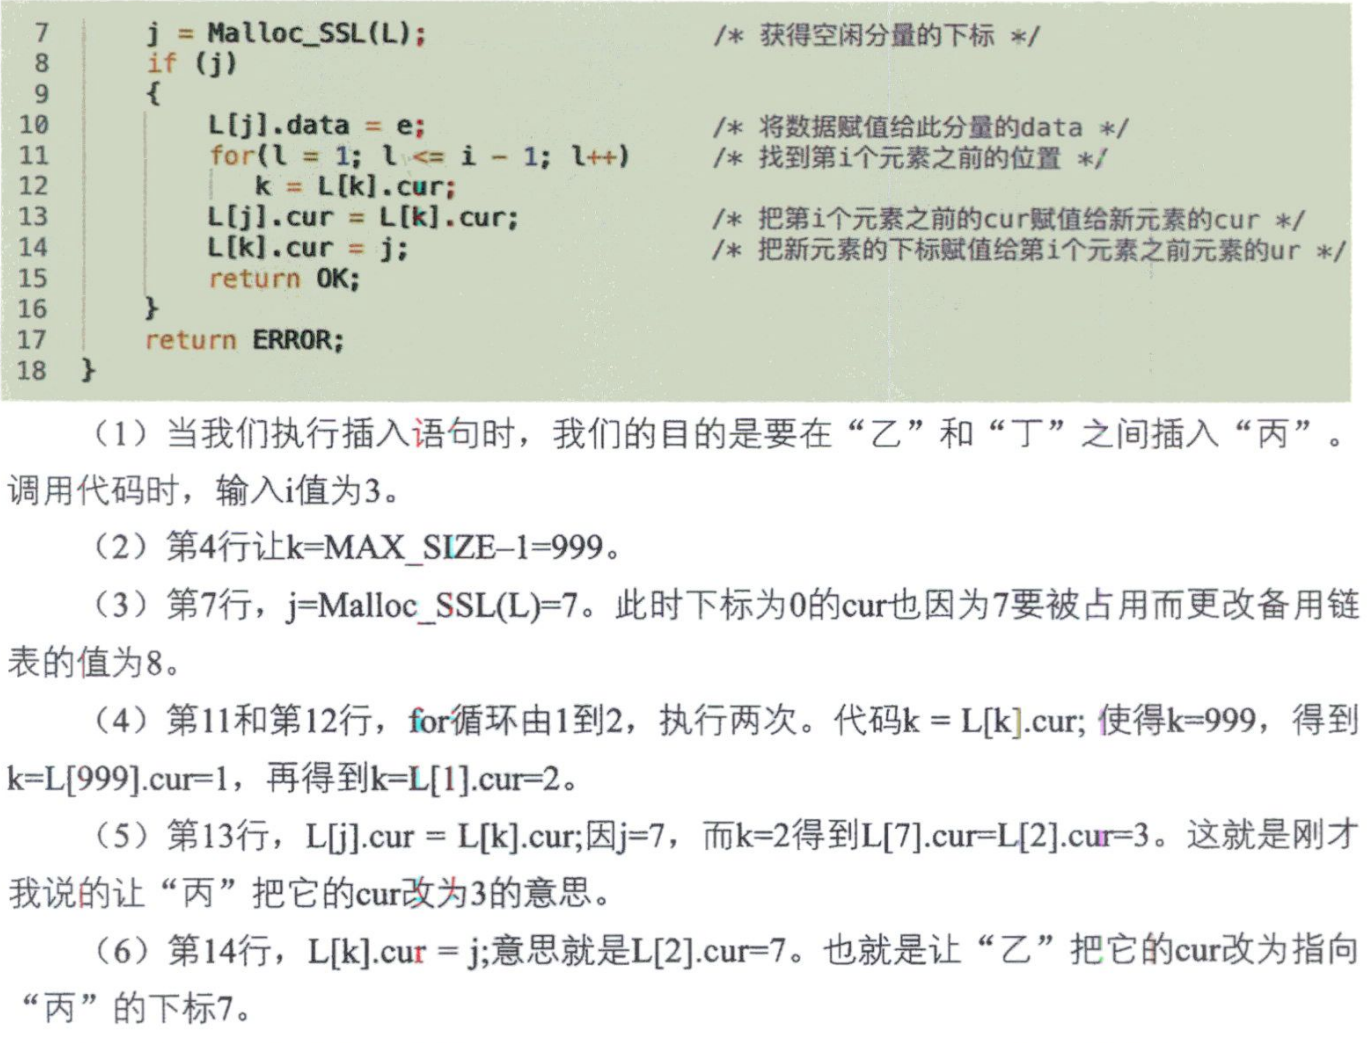 7 j = Malloc_SSL(L); /* 获得空闲分量的下标 */
8 if (j)
9 {
10 L[j].data = e; /* 将数据赋值给此分量的data */
11 for(l = 1; l <= i - 1; l++) /* 找到第i个元素之前的位置 */
12 k = L[k].cur;
13 L[j].cur = L[k].cur; /* 把第i个元素之前的cur赋值给新元素的cur */
14 L[k].cur = j; /* 把新元素的下标赋值给第i个元素之前元素的ur */
15 return OK;
16 }
17 return ERROR;
18 }
（1）当我们执行插入语句时，我们的目的是要在“乙”和“丁”之间插入“丙”。
调用代码时，输入i值为3。
（2）第4行让k=MAX_SIZE–1=999。
（3）第7行，j=Malloc_SSL(L)=7。此时下标为0的cur也因为7要被占用而更改备用链
表的值为8。
（4）第11和第12行，for循环由1到2，执行两次。代码k = L[k].cur; 使得k=999，得到
k=L[999].cur=1，再得到k=L[1].cur=2。
（5）第13行，L[j].cur = L[k].cur;因j=7，而k=2得到L[7].cur=L[2].cur=3。这就是刚才
我说的让“丙”把它的cur改为3的意思。
（6）第14行，L[k].cur = j;意思就是L[2].cur=7。也就是让“乙”把它的cur改为指向
“丙”的下标7。